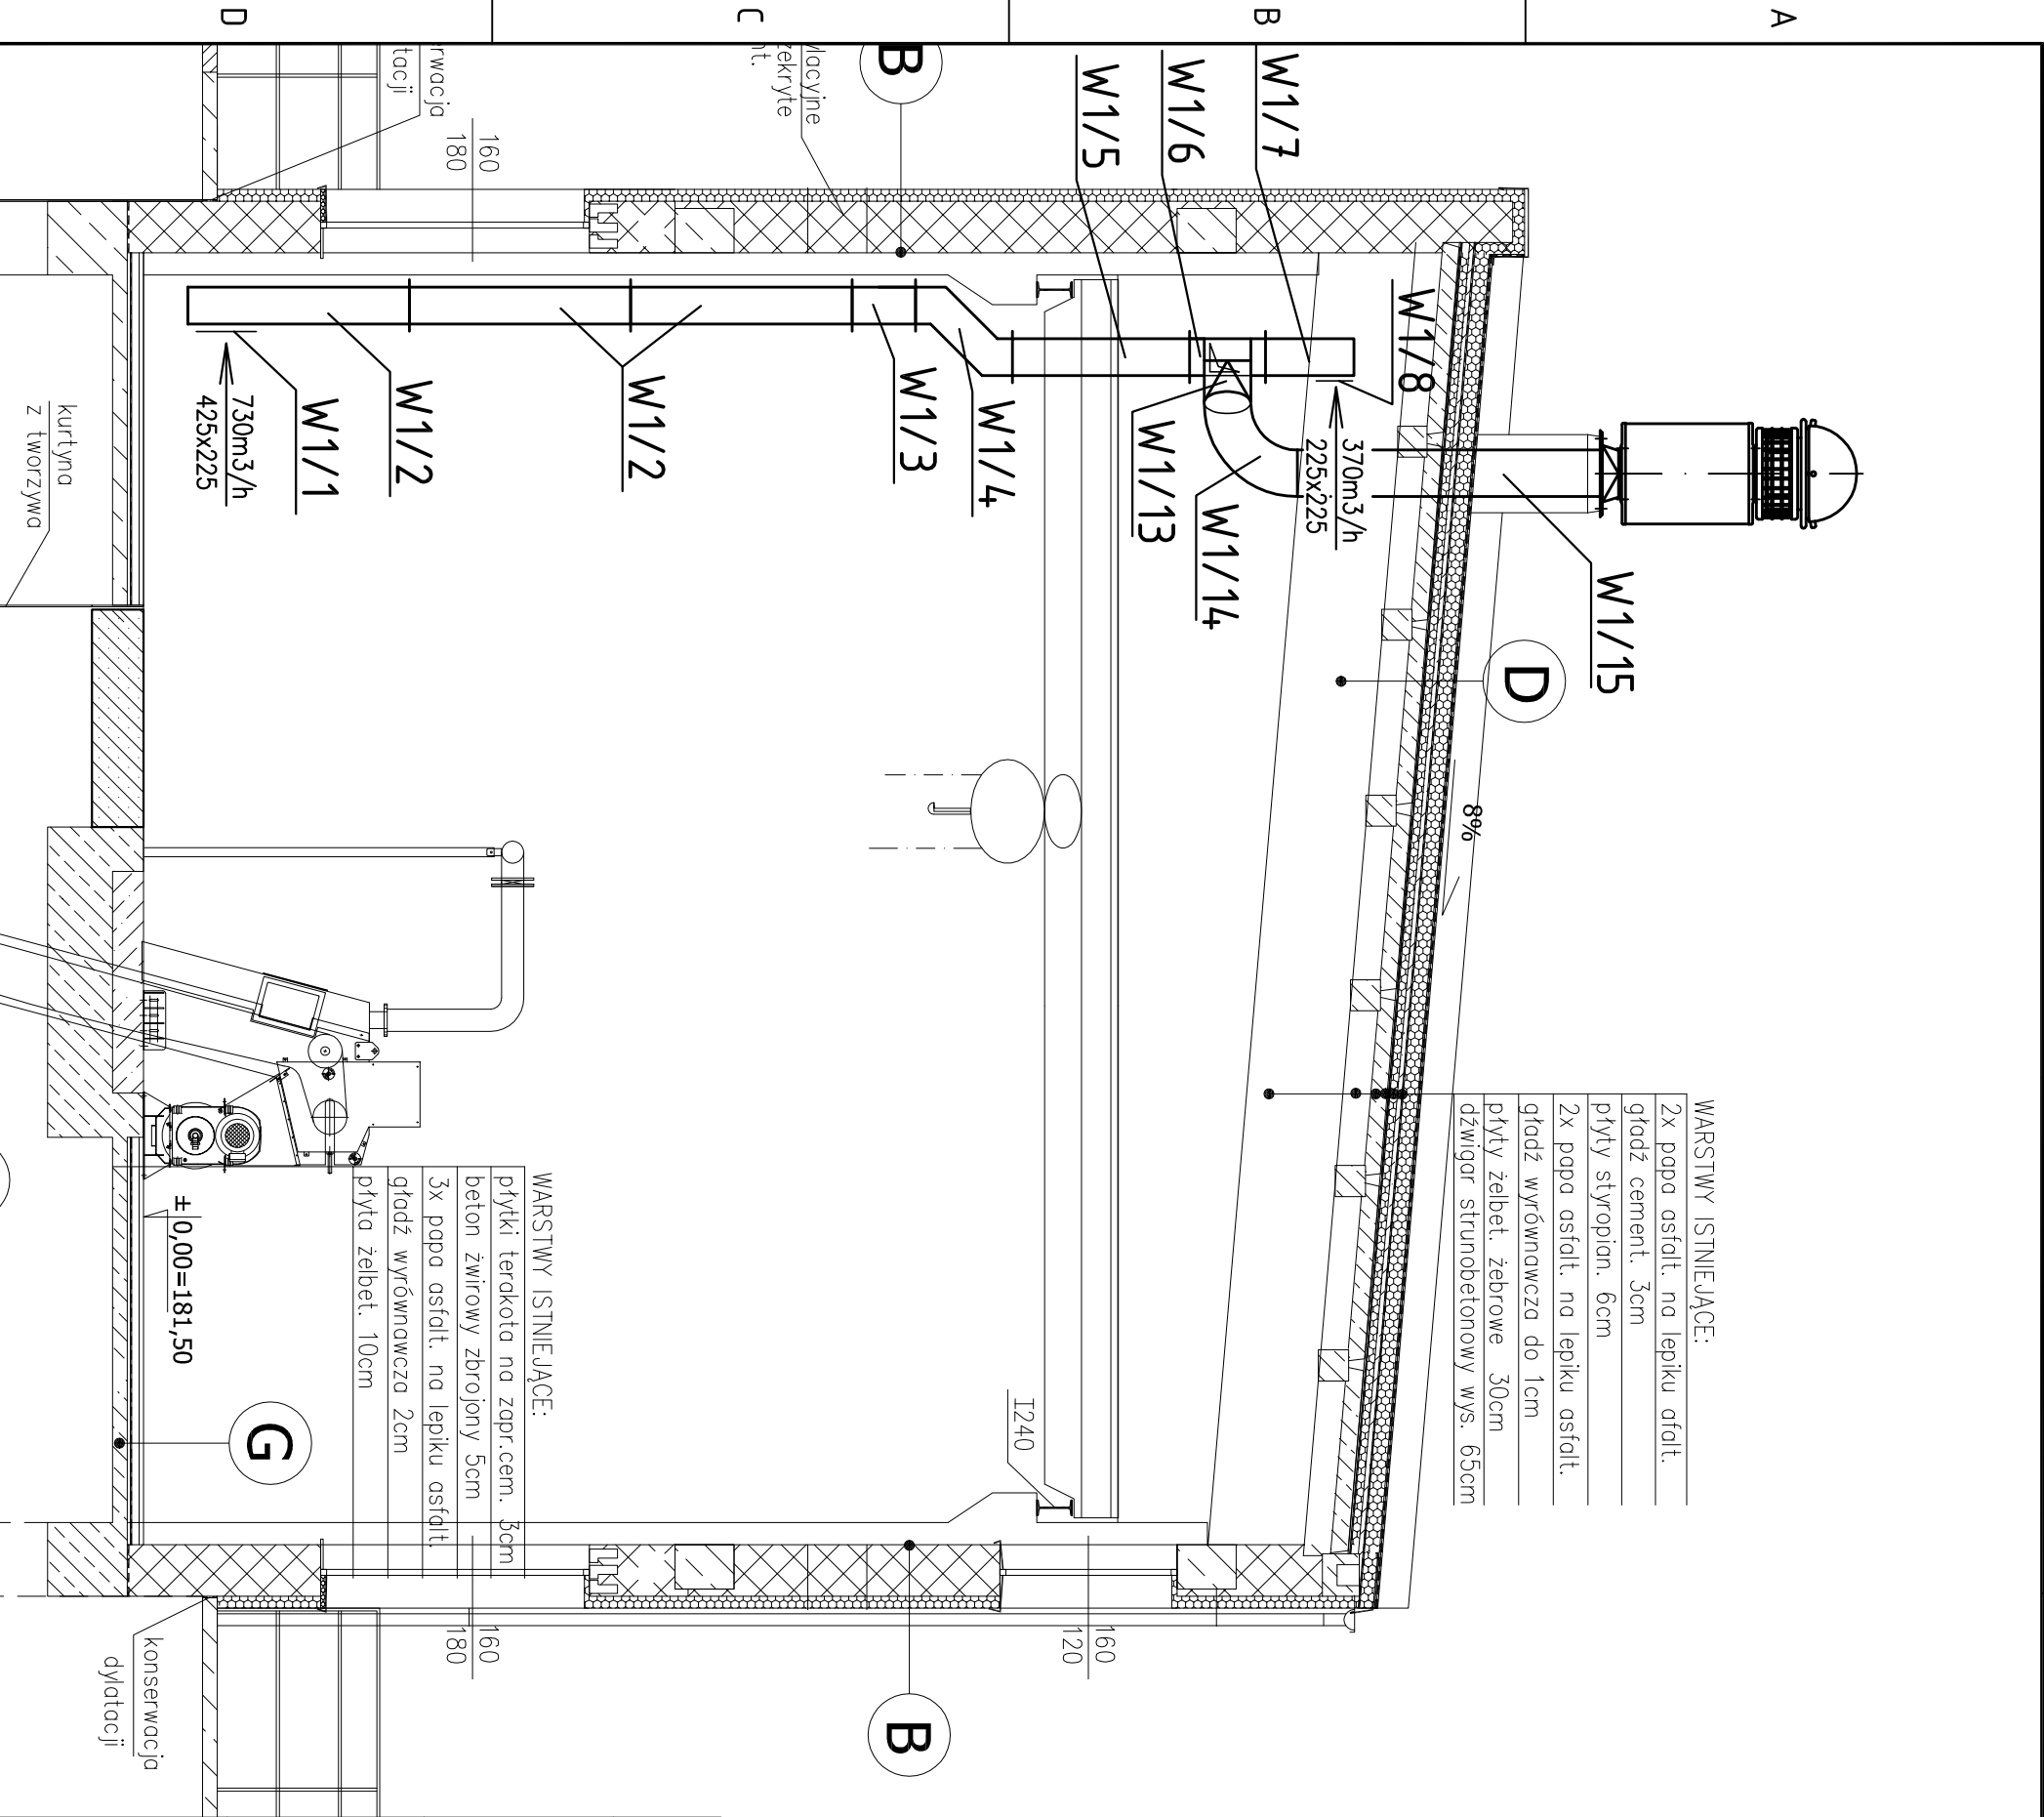 A
B
C
D
W1/7
W1/6
W1/5
W1/8
370m3/h
225x225
W1/15
W1/14
W1/13
W1/4
W1/3
W1/2
W1/2
W1/1
730m3/h
425x225
B
D
8%
160
180
kurtyna
z tworzywa
erwacja
tacji
ylacyjne
zekryte
nt.
WARSTWY ISTNIEJĄCE:
2x papa asfalt. na lepiku afalt.
gładź cement. 3cm
płyty styropian. 6cm
2x papa asfalt. na lepiku asfalt.
gładź wyrównawcza do 1cm
płyty żelbet. żebrowe 30cm
dźwigar strunobetonowy wys. 65cm
I240
WARSTWY ISTNIEJĄCE:
płytki terakota na zapr.cem. 3cm
beton żwirowy zbrojony 5cm
3x papa asfalt. na lepiku asfalt.
gładź wyrównawcza 2cm
płyta żelbet. 10cm
± 0,00=181,50
G
160
120
160
180
B
konserwacja
dylatacji